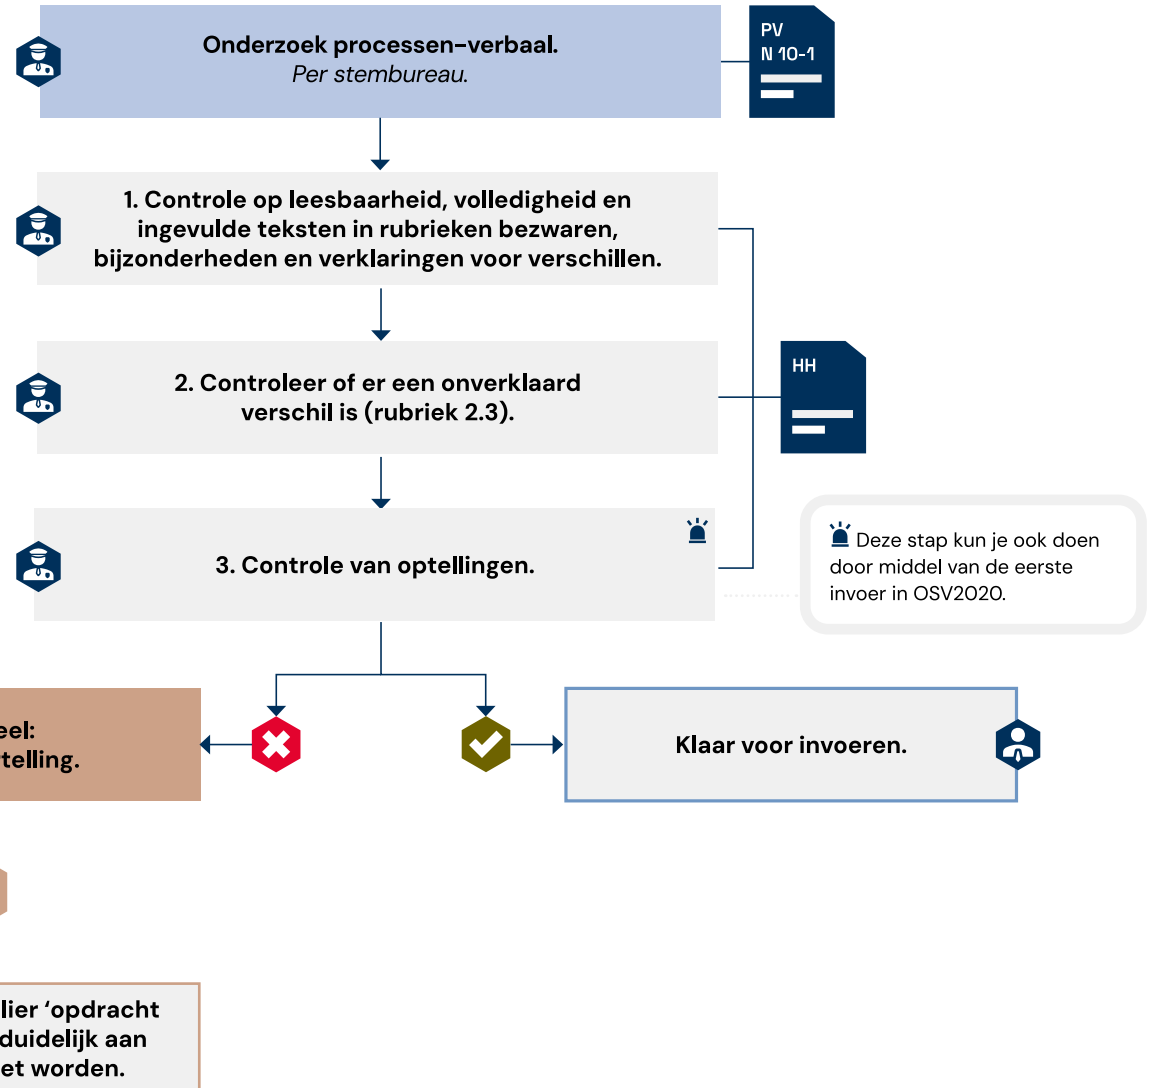 Onderzoek processen-verbaal.
Per stembureau.
PV
N 10-1
1. Controle op leesbaarheid, volledigheid en
ingevulde teksten in rubrieken bezwaren,
bijzonderheden en verklaringen voor verschillen.
2. Controleer of er een onverklaard
verschil is (rubriek 2.3).
HH
3. Controle van optellingen.
Deze stap kun je ook doen
door middel van de eerste
invoer in OSV2020.
eel:
telling.
Klaar voor invoeren.
lier ‘opdracht
duidelijk aan
et worden.